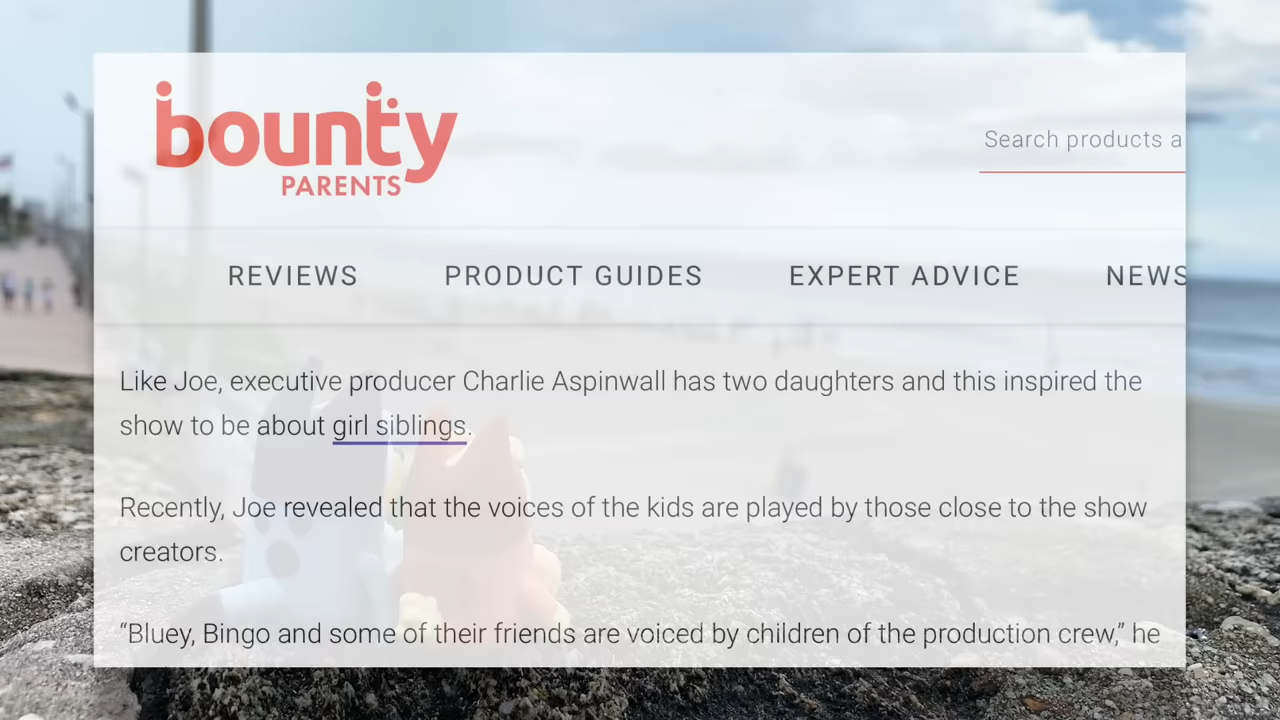 bounty
PARENTS
Search products a
REVIEWS PRODUCT GUIDES EXPERT ADVICE NEWS
Like Joe, executive producer Charlie Aspinwall has two daughters and this inspired the
show to be about girl siblings.
Recently, Joe revealed that the voices of the kids are played by those close to the show
creators.
“Bluey, Bingo and some of their friends are voiced by children of the production crew,” he